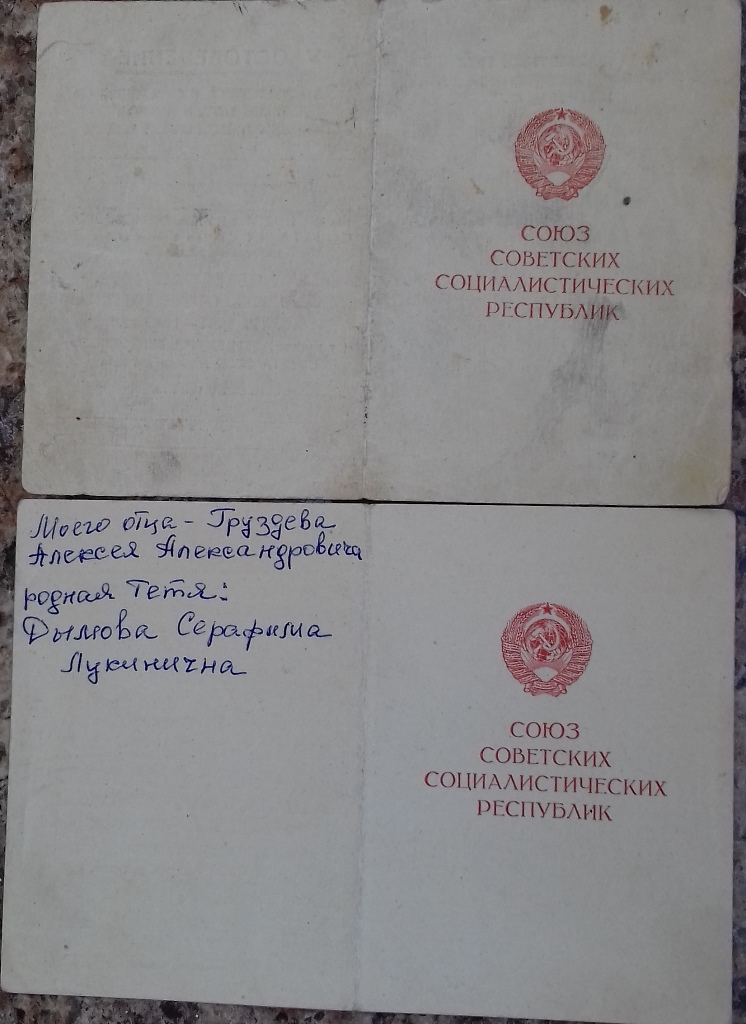 СОЮЗ
СОВЕТСКИХ
СОЦИАЛИСТИЧЕСКИХ
РЕСПУБЛИК
Моего отца - Груздева
Алексея Александровича
родная тетя:
Дымова Серафима
Лукинична
СОЮЗ
СОВЕТСКИХ
СОЦИАЛИСТИЧЕСКИХ
РЕСПУБЛИК